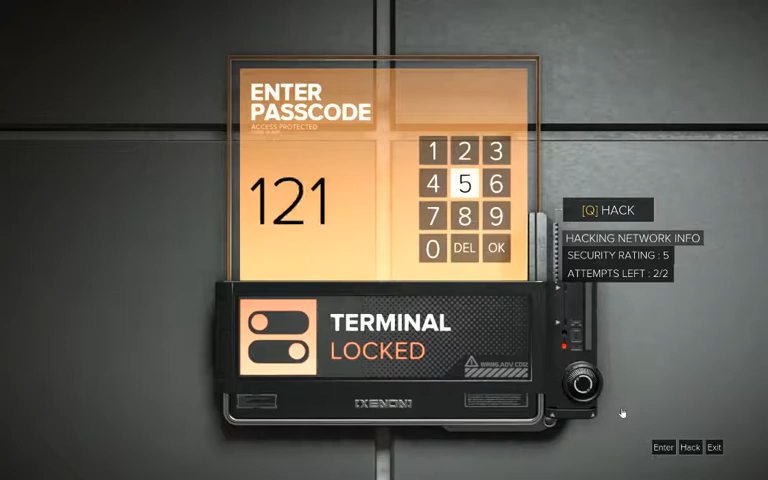 ENTER
PASSCODE
ACCESS PROTECTED
121
1 2 3
4 5 6
7 8 9
0 DEL OK
[Q] HACK
HACKING NETWORK INFO
SECURITY RATING : 5
ATTEMPTS LEFT : 2/2
TERMINAL
LOCKED
[XENON]
Enter Hack Exit